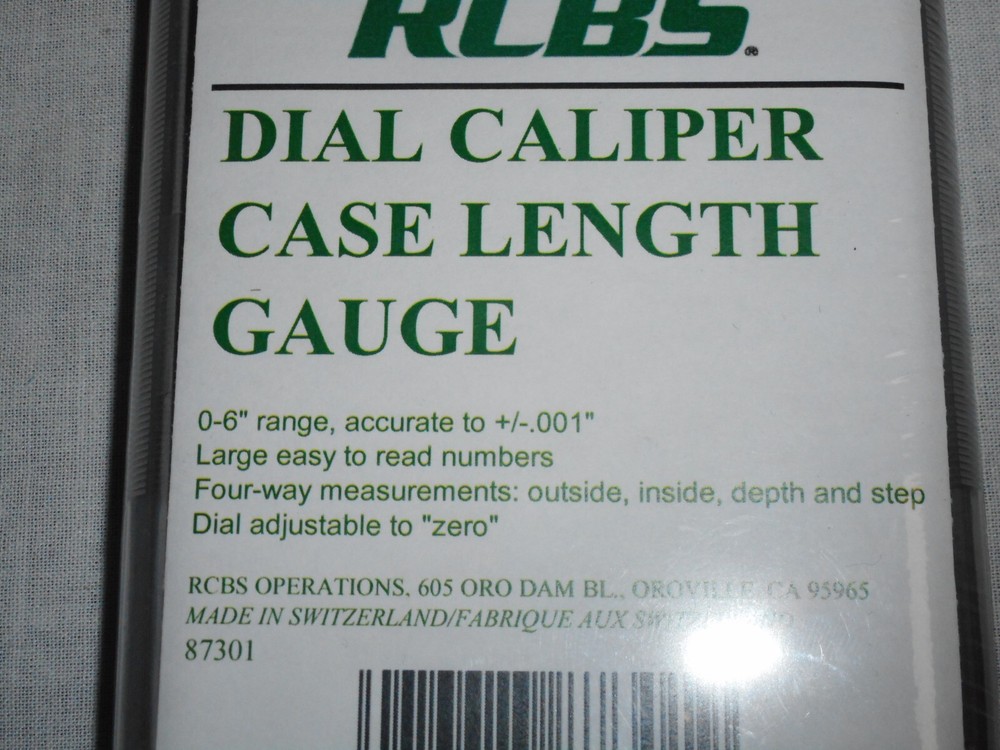 RCBS®
DIAL CALIPER
CASE LENGTH
GAUGE
0-6" range, accurate to +/-.001"
Large easy to read numbers
Four-way measurements: outside, inside, depth and step
Dial adjustable to "zero"
RCBS OPERATIONS, 605 ORO DAM BL., OROVILLE, CA 95965
MADE IN SWITZERLAND/FABRIQUE AUX
87301